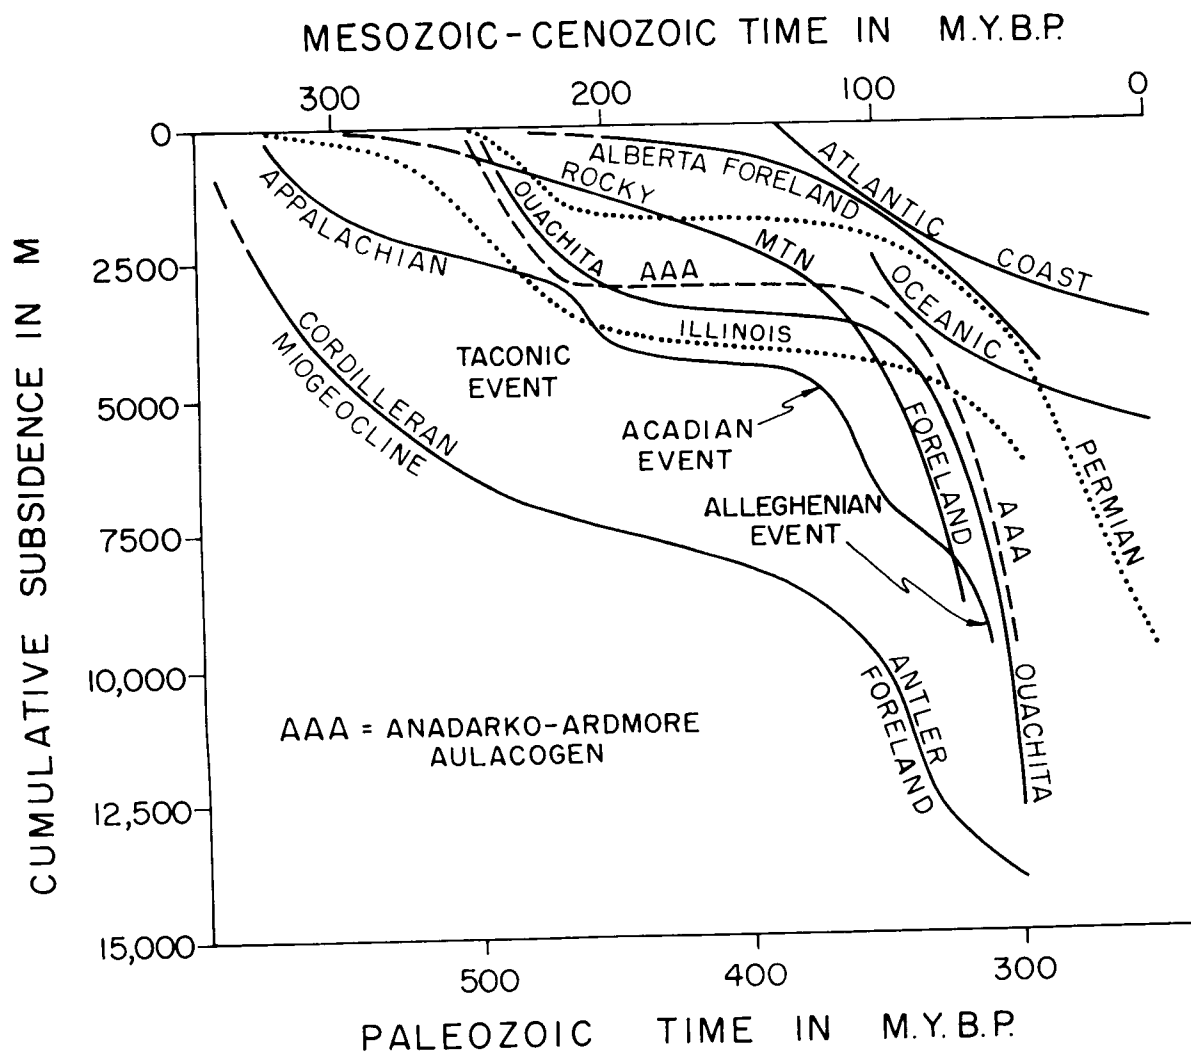 MESOZOIC-CENOZOIC TIME IN M.Y.B.P.
300 200 100 0
CUMULATIVE SUBSIDENCE IN M
0
2500
5000
7500
10,000
12,500
15,000
ALBERTA FORELAND
ATLANTIC COAST
ROCKY MTN FORELAND
OUACHITA
APPALACHIAN
AAA
OCEANIC
ILLINOIS
CORDILLERAN
MIOGEOCLINE
TACONIC
EVENT
ACADIAN
EVENT
ALLEGHENIAN
EVENT
AAA
PERMIAN
OUACHITA
ANTLER
FORELAND
AAA = ANADARKO-ARDMORE
AULACOGEN
500 400 300
PALEOZOIC TIME IN M.Y.B.P.